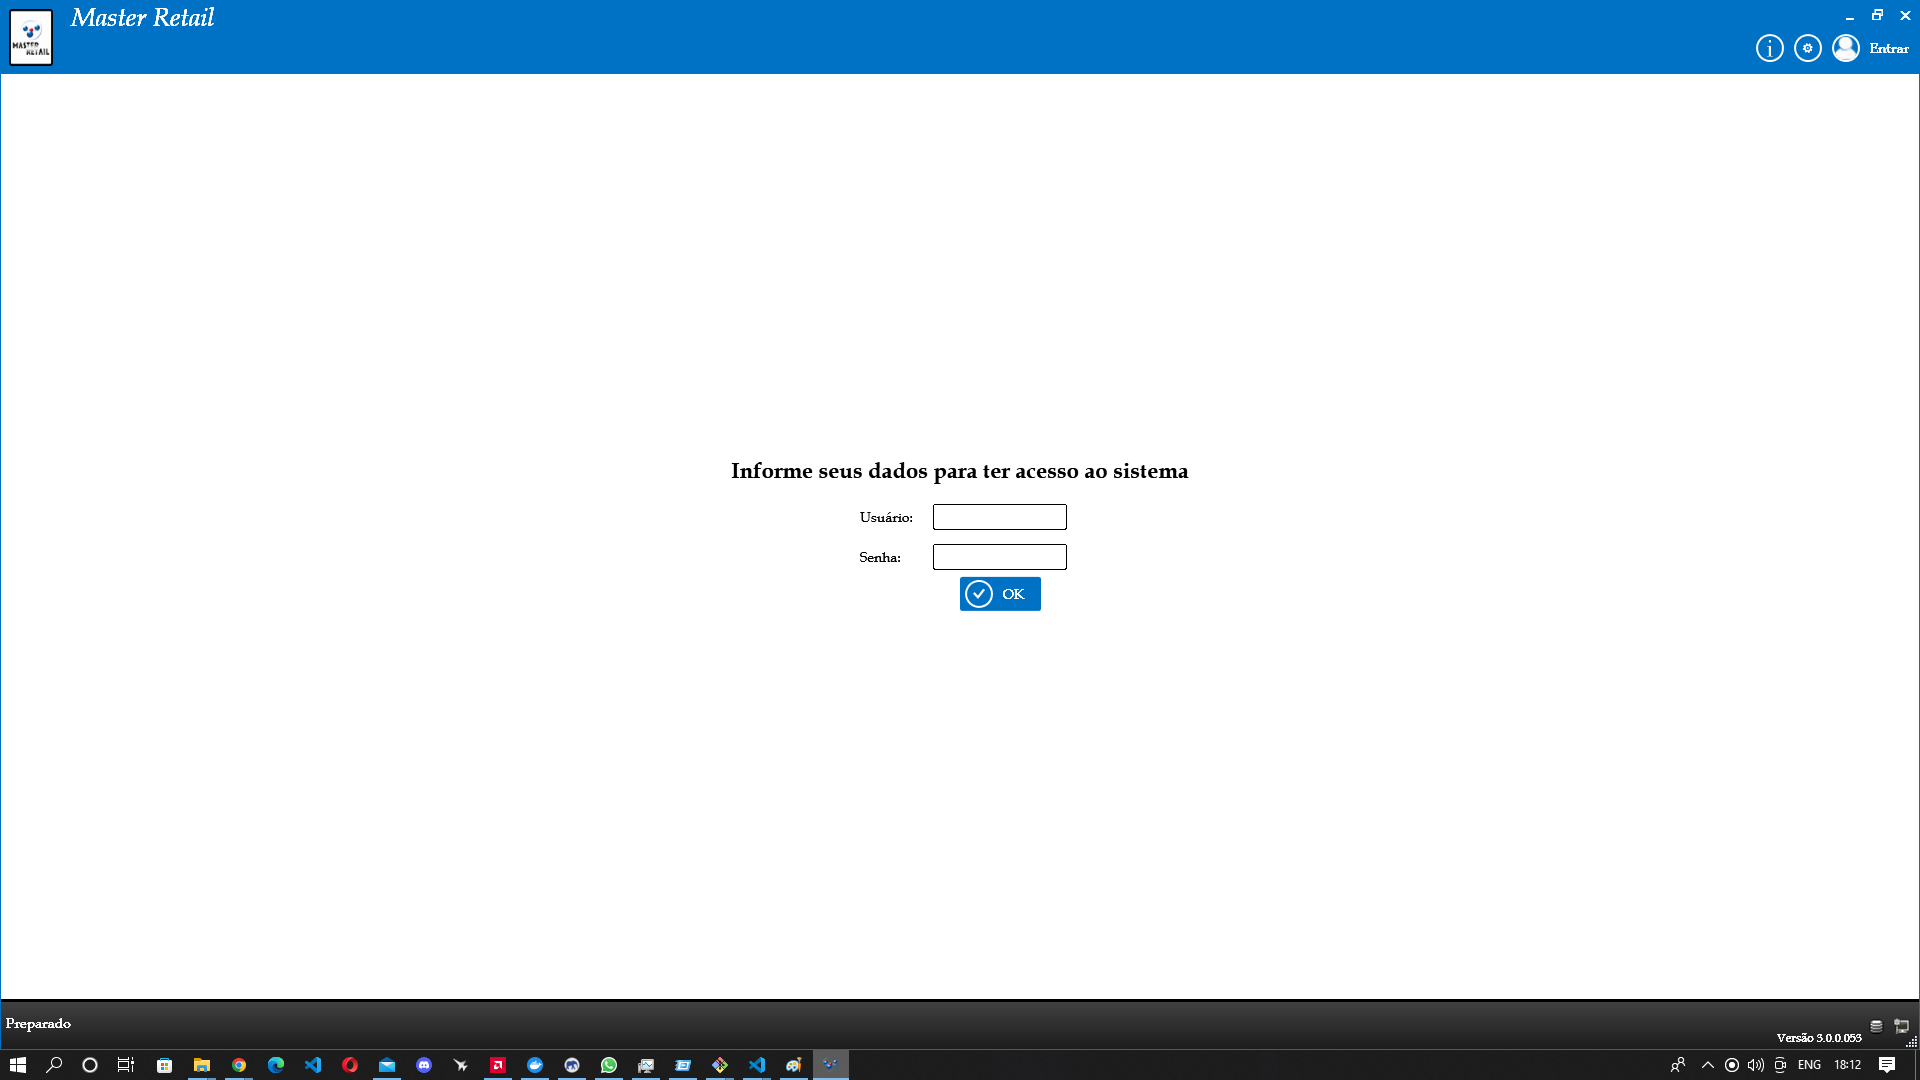 Master Retail
MASTER
RETAIL
Entrar
Informe seus dados para ter acesso ao sistema
Usuário:
Senha:
OK
Preparado
Versão 3.0.0.053
ENG
18:12